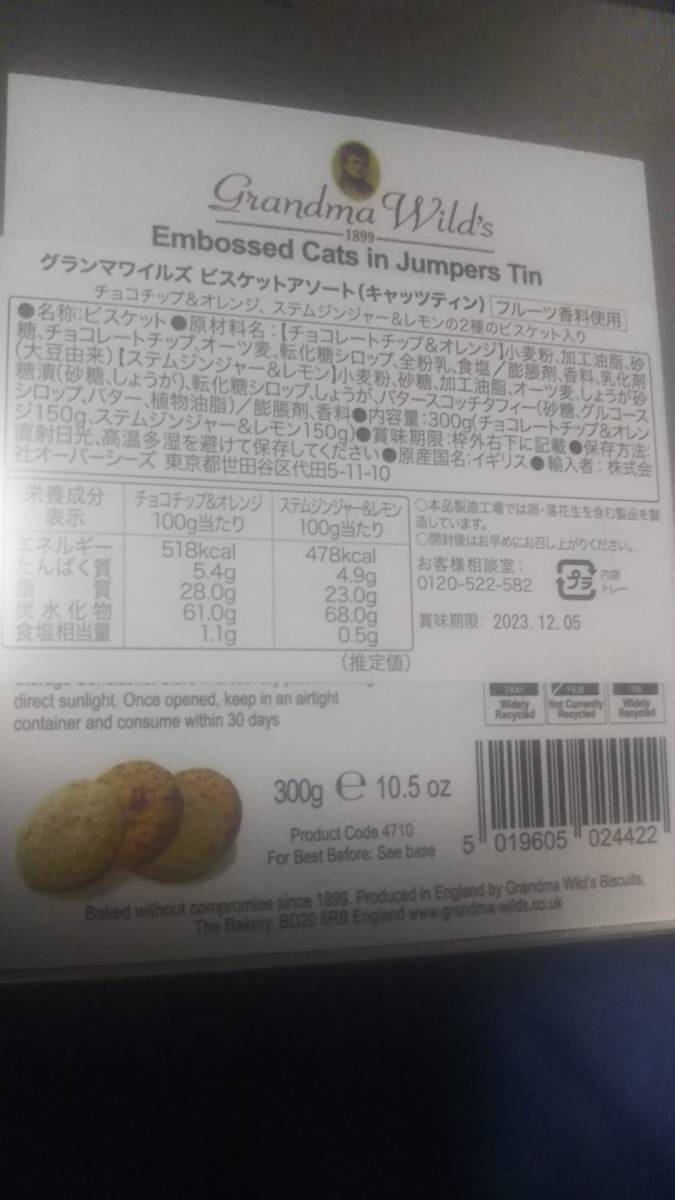 Grandma Wild's
1899
Embossed Cats in Jumpers Tin
グランマワイルズ ビスケットアソート(キャッツティン) フルーツ香料使用
チョコチップ&オレンジ、ステムジンジャー&レモンの2種のビスケット入り
●名称:ビスケット●原材料名:【チョコレートチップ&オレンジ】小麦粉、加工油脂、砂
糖、チョコレートチップ、オーツ麦、転化糖シロップ、全粉乳、食塩/膨脹剤、香料、乳化剤
(大豆由来)【ステムジンジャー&レモン】小麦粉、砂糖、加工油脂、オーツ麦、しょうが砂
糖漬(砂糖、しょうが)、転化糖シロップ、しょうが、バタースコッチタフィー(砂糖、グルコース
シロップ、バター、植物油脂)/膨脹剤、香料●内容量:300g(チョコレートチップ&オレン
ジ150g、ステムジンジャー&レモン150g)●賞味期限:枠外右下に記載●保存方法:
直射日光、高温多湿を避けて保存してください●原産国名:イギリス●輸入者:株式会
社オーバーシーズ 東京都世田谷区代田5-11-10
栄養成分表示 チョコチップ&オレンジ 100g当たり ステムジンジャー&レモン 100g当たり
エネルギー 518kcal 478kcal
たんぱく質 5.4g 4.9g
脂質 28.0g 23.0g
炭水化物 61.0g 68.0g
食塩相当量 1.1g 0.5g
(推定値)
○本品製造工場では卵・落花生を含む製品を製
造しています。
○開封後はお早めにお召し上がりください。
お客様相談室:
0120-522-582
プラ 内袋
トレー
賞味期限: 2023.12.05
direct sunlight. Once opened, keep in an airtight
container and consume within 30 days
TRAY FILM TIN
Widely Recycled Not Currently Recycled Widely Recycled
300g e 10.5 oz
Product Code 4710
For Best Before: See base
5 019605 024422
Baked without compromise since 1899. Produced in England by Grandma Wild's Biscuits,
The Bakery, BD20 6RB England www.grandma-wilds.co.uk